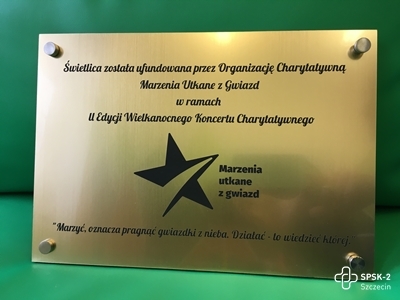 Świetlica została ufundowana przez Organizację Charytatywną
Marzenia Utkane z Gwiazd
w ramach
II Edycji Wielkanocnego Koncertu Charytatywnego
Marzenia
utkane
z gwiazd
"Marzyć, oznacza pragnąć gwiazdki z nieba. Działać - to wiedzieć której.
SPSK-2
Szczecin